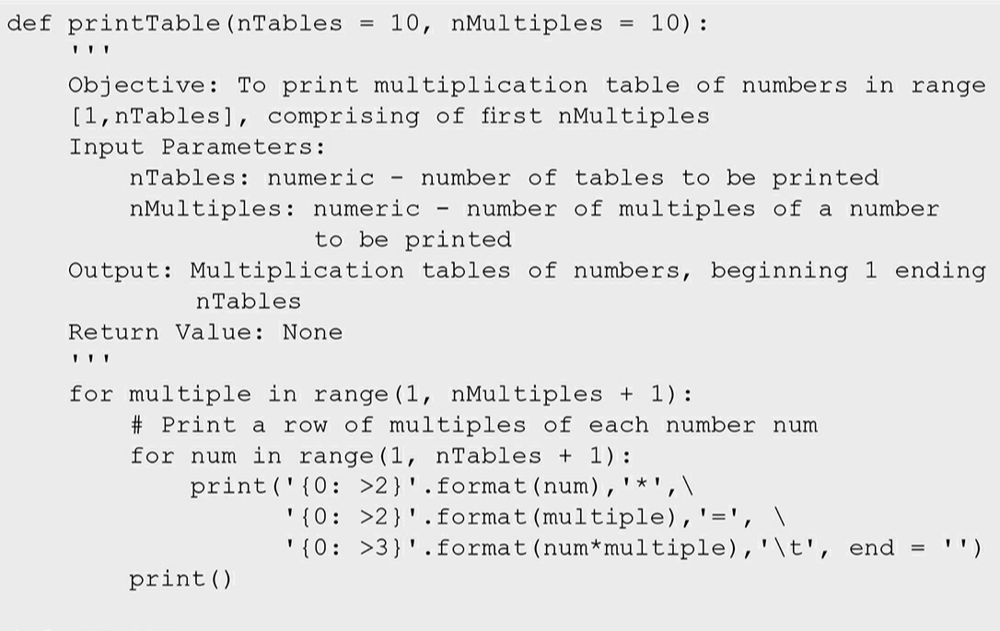 def printTable(nTables = 10, nMultiples = 10):
    '''
    Objective: To print multiplication table of numbers in range
    [1,nTables], comprising of first nMultiples
    Input Parameters:
        nTables: numeric - number of tables to be printed
        nMultiples: numeric - number of multiples of a number
                    to be printed
    Output: Multiplication tables of numbers, beginning 1 ending
            nTables
    Return Value: None
    '''
    for multiple in range(1, nMultiples + 1):
        # Print a row of multiples of each number num
        for num in range(1, nTables + 1):
            print('{0: >2}'.format(num),'*',\
                  '{0: >2}'.format(multiple),'=', \
                  '{0: >3}'.format(num*multiple),'\t', end = '')
        print()